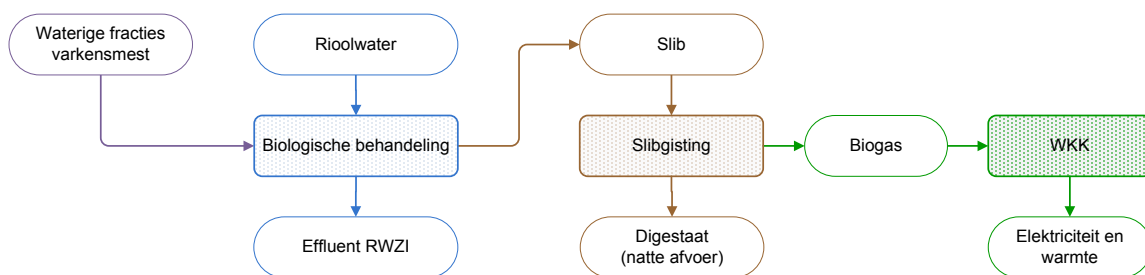 Waterige fracties
varkensmest
Rioolwater
Slib
Biologische behandeling
Slibgisting
Biogas
WKK
Effluent RWZI
Digestaat
(natte afvoer)
Elektriciteit en
warmte